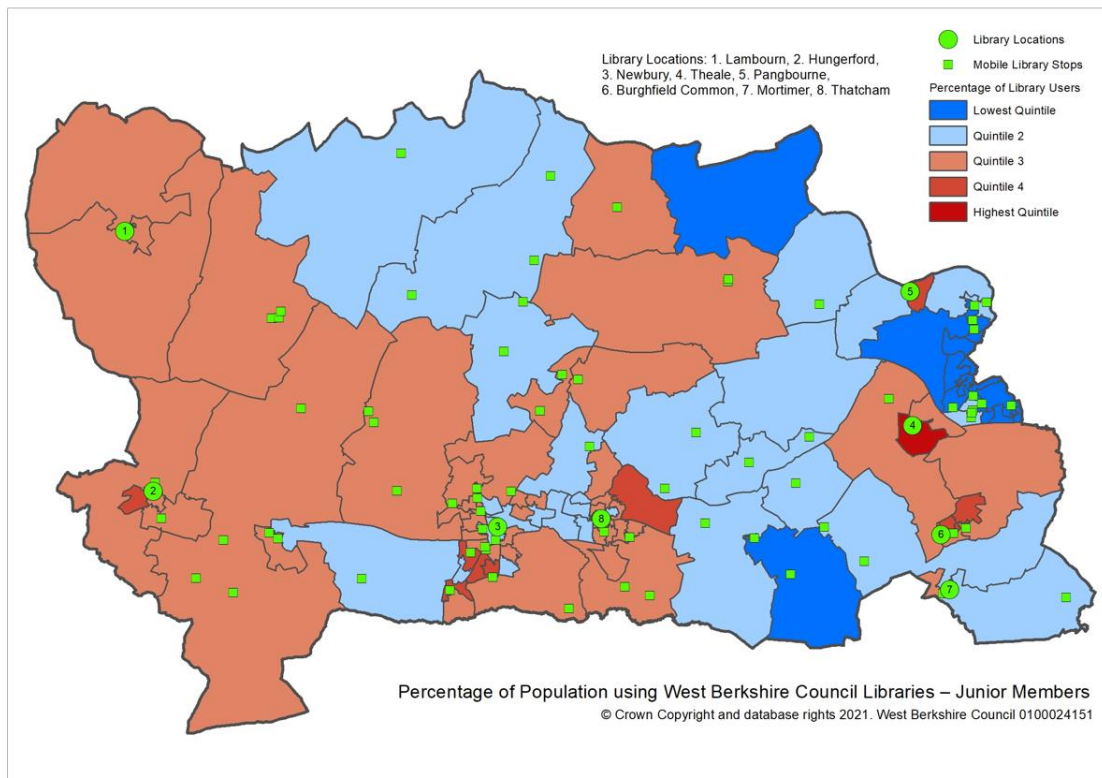 Library Locations: 1. Lambourn, 2. Hungerford,
3. Newbury, 4. Theale, 5. Pangbourne,
6. Burghfield Common, 7. Mortimer, 8. Thatcham
Library Locations
Mobile Library Stops
Percentage of Library Users
Lowest Quintile
Quintile 2
Quintile 3
Quintile 4
Highest Quintile
1
5
4
2
3
8
6
7
Percentage of Population using West Berkshire Council Libraries – Junior Members
© Crown Copyright and database rights 2021. West Berkshire Council 0100024151